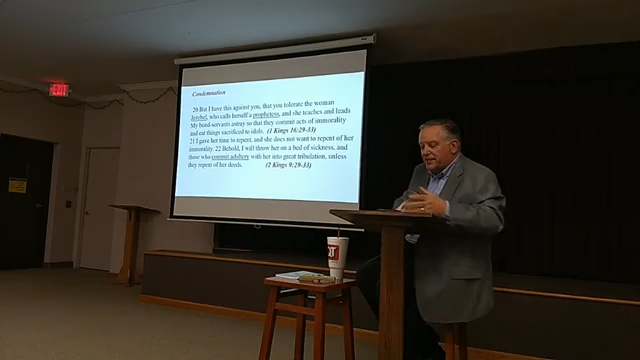 EXIT
Condemnation
20 But I have this against you, that you tolerate the woman
Jezebel, who calls herself a prophetess, and she teaches and leads
My bond-servants astray so that they commit acts of immorality
and eat things sacrificed to idols. (1 Kings 16:29-33)
21 I gave her time to repent, and she does not want to repent of her
immorality. 22 Behold, I will throw her on a bed of sickness, and
those who commit adultery with her into great tribulation, unless
they repent of her deeds. (2 Kings 9:29-33)